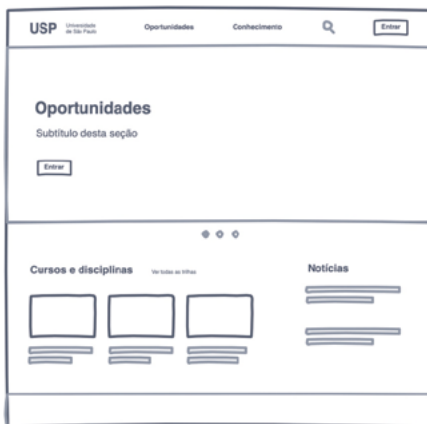 USP Universidade
de São Paulo
Oportunidades
Conhecimento
Entrar
Oportunidades
Subtítulo desta seção
Entrar
Cursos e disciplinas
Ver todas as trilhas
Notícias